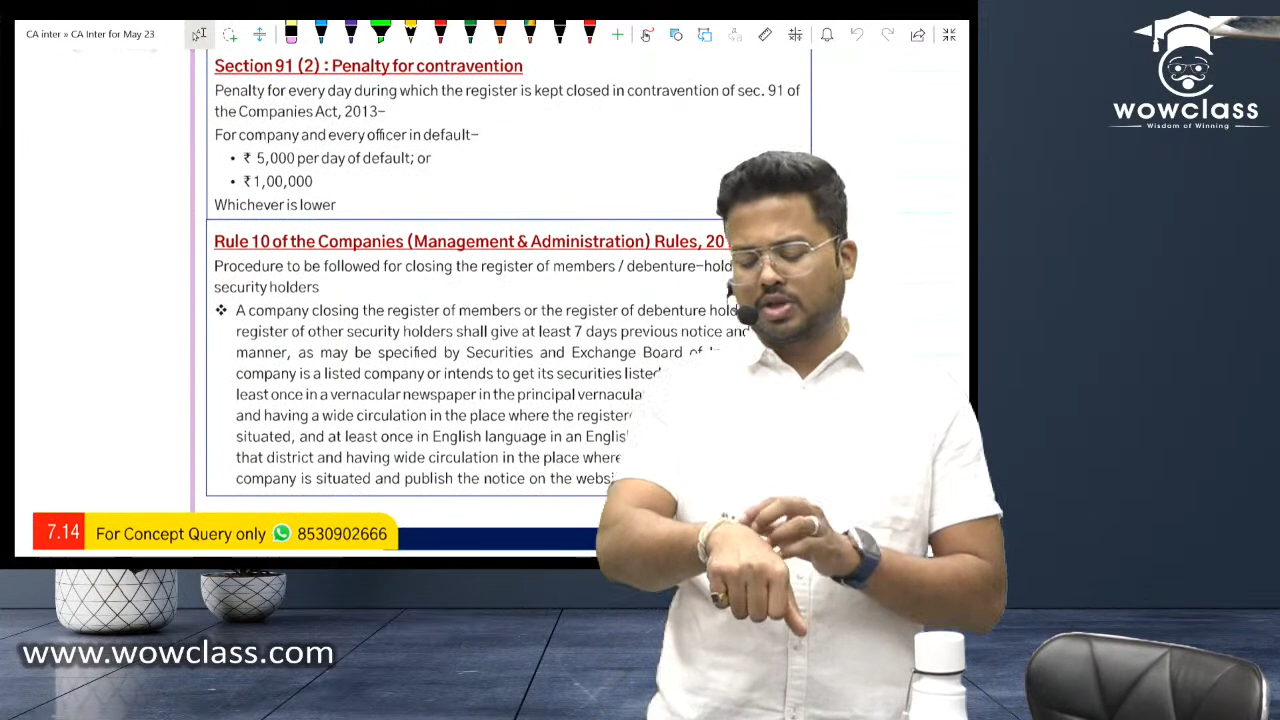 CA inter » CA Inter for May 23
Section 91 (2) : Penalty for contravention
Penalty for every day during which the register is kept closed in contravention of sec. 91 of
the Companies Act, 2013–
For company and every officer in default–
• ₹ 5,000 per day of default; or
• ₹ 1,00,000
Whichever is lower
Rule 10 of the Companies (Management & Administration) Rules, 20
Procedure to be followed for closing the register of members / debenture-hold
security holders
❖ A company closing the register of members or the register of debenture hold
register of other security holders shall give at least 7 days previous notice and
manner, as may be specified by Securities and Exchange Board of
company is a listed company or intends to get its securities listed
least once in a vernacular newspaper in the principal vernacula
and having a wide circulation in the place where the registere
situated, and at least once in English language in an Englis
that district and having wide circulation in the place where
company is situated and publish the notice on the websi
7.14 For Concept Query only 8530902666
www.wowclass.com
wowclass
Wisdom of Winning